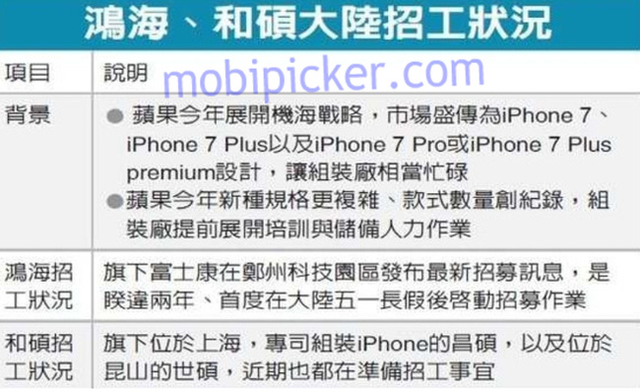 鴻海、和碩大陸招工狀況
項目 說明
mobipicker.com
背景 ●蘋果今年展開機海戰略，市場盛傳為iPhone 7、
iPhone 7 Plus以及iPhone 7 Pro或iPhone 7 Plus
premium設計，讓組裝廠相當忙碌
●蘋果今年新種規格更複雜、款式數量創紀錄，組
裝廠提前展開培訓與儲備人力作業
鴻海招 旗下富士康在鄭州科技園區發布最新招募訊息，是
工狀況 睽違兩年、首度在大陸五一長假後啓動招募作業
和碩招 旗下位於上海，專司組裝iPhone的昌碩，以及位於
工狀況 昆山的世碩，近期也都在準備招工事宜